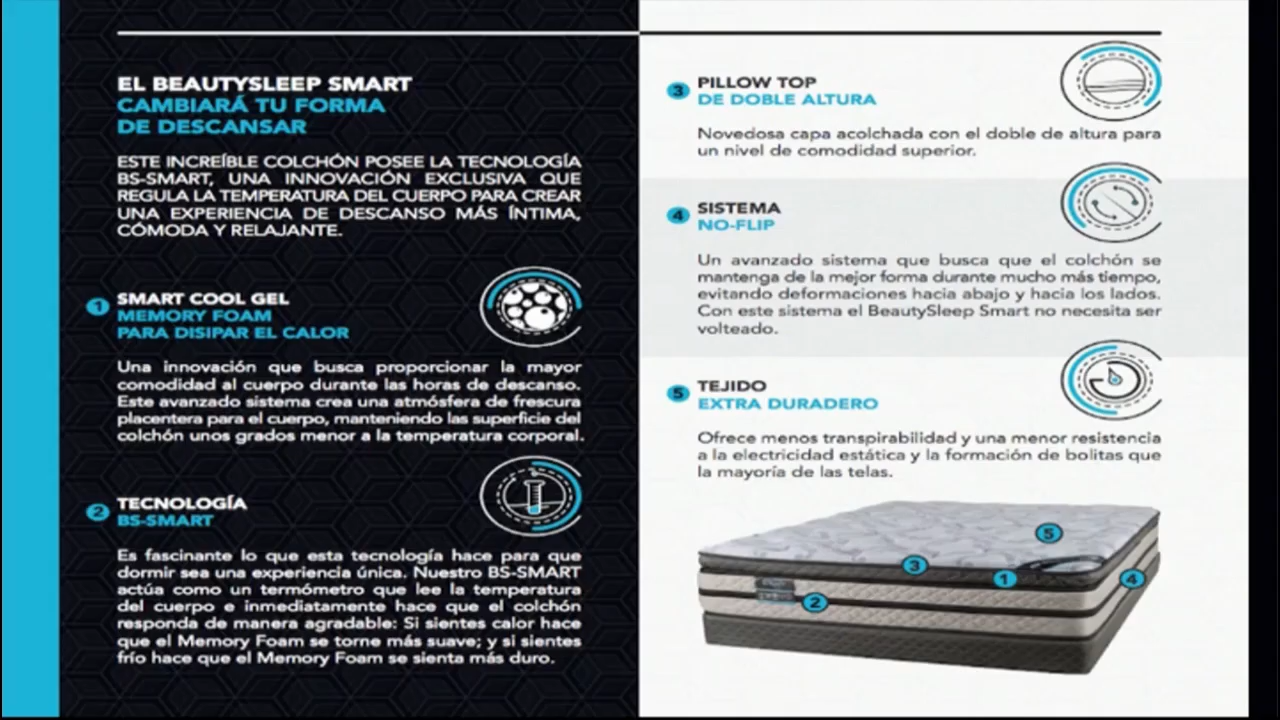 EL BEAUTYSLEEP SMART
CAMBIARÁ TU FORMA
DE DESCANSAR
ESTE INCREÍBLE COLCHÓN POSEE LA TECNOLOGÍA
BS-SMART, UNA INNOVACIÓN EXCLUSIVA QUE
REGULA LA TEMPERATURA DEL CUERPO PARA CREAR
UNA EXPERIENCIA DE DESCANSO MÁS ÍNTIMA,
CÓMODA Y RELAJANTE.
1 SMART COOL GEL
MEMORY FOAM
PARA DISIPAR EL CALOR
Una innovación que busca proporcionar la mayor
comodidad al cuerpo durante las horas de descanso.
Este avanzado sistema crea una atmósfera de frescura
placentera para el cuerpo, manteniendo las superficie del
colchón unos grados menor a la temperatura corporal.
2 TECNOLOGÍA
BS-SMART
Es fascinante lo que esta tecnología hace para que
dormir sea una experiencia única. Nuestro BS-SMART
actúa como un termómetro que lee la temperatura
del cuerpo e inmediatamente hace que el colchón
responda de manera agradable: Si sientes calor hace
que el Memory Foam se torne más suave; y si sientes
frío hace que el Memory Foam se sienta más duro.
3 PILLOW TOP
DE DOBLE ALTURA
Novedosa capa acolchada con el doble de altura para
un nivel de comodidad superior.
4 SISTEMA
NO-FLIP
Un avanzado sistema que busca que el colchón se
mantenga de la mejor forma durante mucho más tiempo,
evitando deformaciones hacia abajo y hacia los lados.
Con este sistema el BeautySleep Smart no necesita ser
volteado.
5 TEJIDO
EXTRA DURADERO
Ofrece menos transpirabilidad y una menor resistencia
a la electricidad estática y la formación de bolitas que
la mayoría de las telas.
5
3
1
4
2